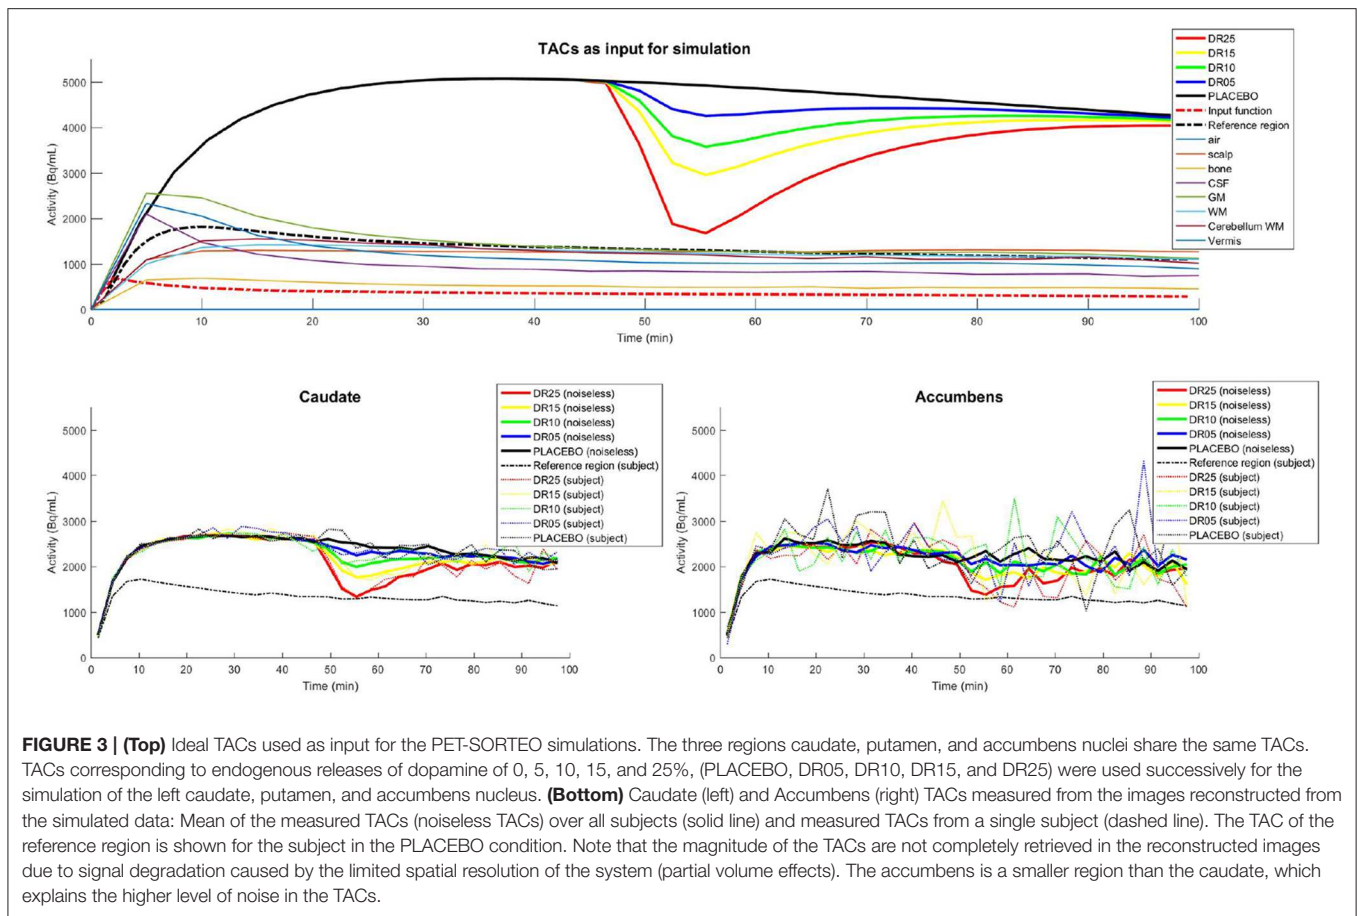 TACs as input for simulation
Activity (Bq/mL)
5000
4000
3000
2000
1000
0
0 10 20 30 40 50 60 70 80 90 100
Time (min)
DR25
DR15
DR10
DR05
PLACEBO
Input function
Reference region
air
scalp
bone
CSF
GM
WM
Cerebellum WM
Vermis
Caudate
Activity (Bq/mL)
5000
4000
3000
2000
1000
0
0 10 20 30 40 50 60 70 80 90 100
Time (min)
DR25 (noiseless)
DR15 (noiseless)
DR10 (noiseless)
DR05 (noiseless)
PLACEBO (noiseless)
Reference region (subject)
DR25 (subject)
DR15 (subject)
DR10 (subject)
DR05 (subject)
PLACEBO (subject)
Accumbens
Activity (Bq/mL)
5000
4000
3000
2000
1000
0
0 10 20 30 40 50 60 70 80 90 100
Time (min)
DR25 (noiseless)
DR15 (noiseless)
DR10 (noiseless)
DR05 (noiseless)
PLACEBO (noiseless)
Reference region (subject)
DR25 (subject)
DR15 (subject)
DR10 (subject)
DR05 (subject)
PLACEBO (subject)
FIGURE 3 | (Top) Ideal TACs used as input for the PET-SORTEO simulations. The three regions caudate, putamen, and accumbens nuclei share the same TACs.
TACs corresponding to endogenous releases of dopamine of 0, 5, 10, 15, and 25%, (PLACEBO, DR05, DR10, DR15, and DR25) were used successively for the
simulation of the left caudate, putamen, and accumbens nucleus. (Bottom) Caudate (left) and Accumbens (right) TACs measured from the images reconstructed from
the simulated data: Mean of the measured TACs (noiseless TACs) over all subjects (solid line) and measured TACs from a single subject (dashed line). The TAC of the
reference region is shown for the subject in the PLACEBO condition. Note that the magnitude of the TACs are not completely retrieved in the reconstructed images
due to signal degradation caused by the limited spatial resolution of the system (partial volume effects). The accumbens is a smaller region than the caudate, which
explains the higher level of noise in the TACs.